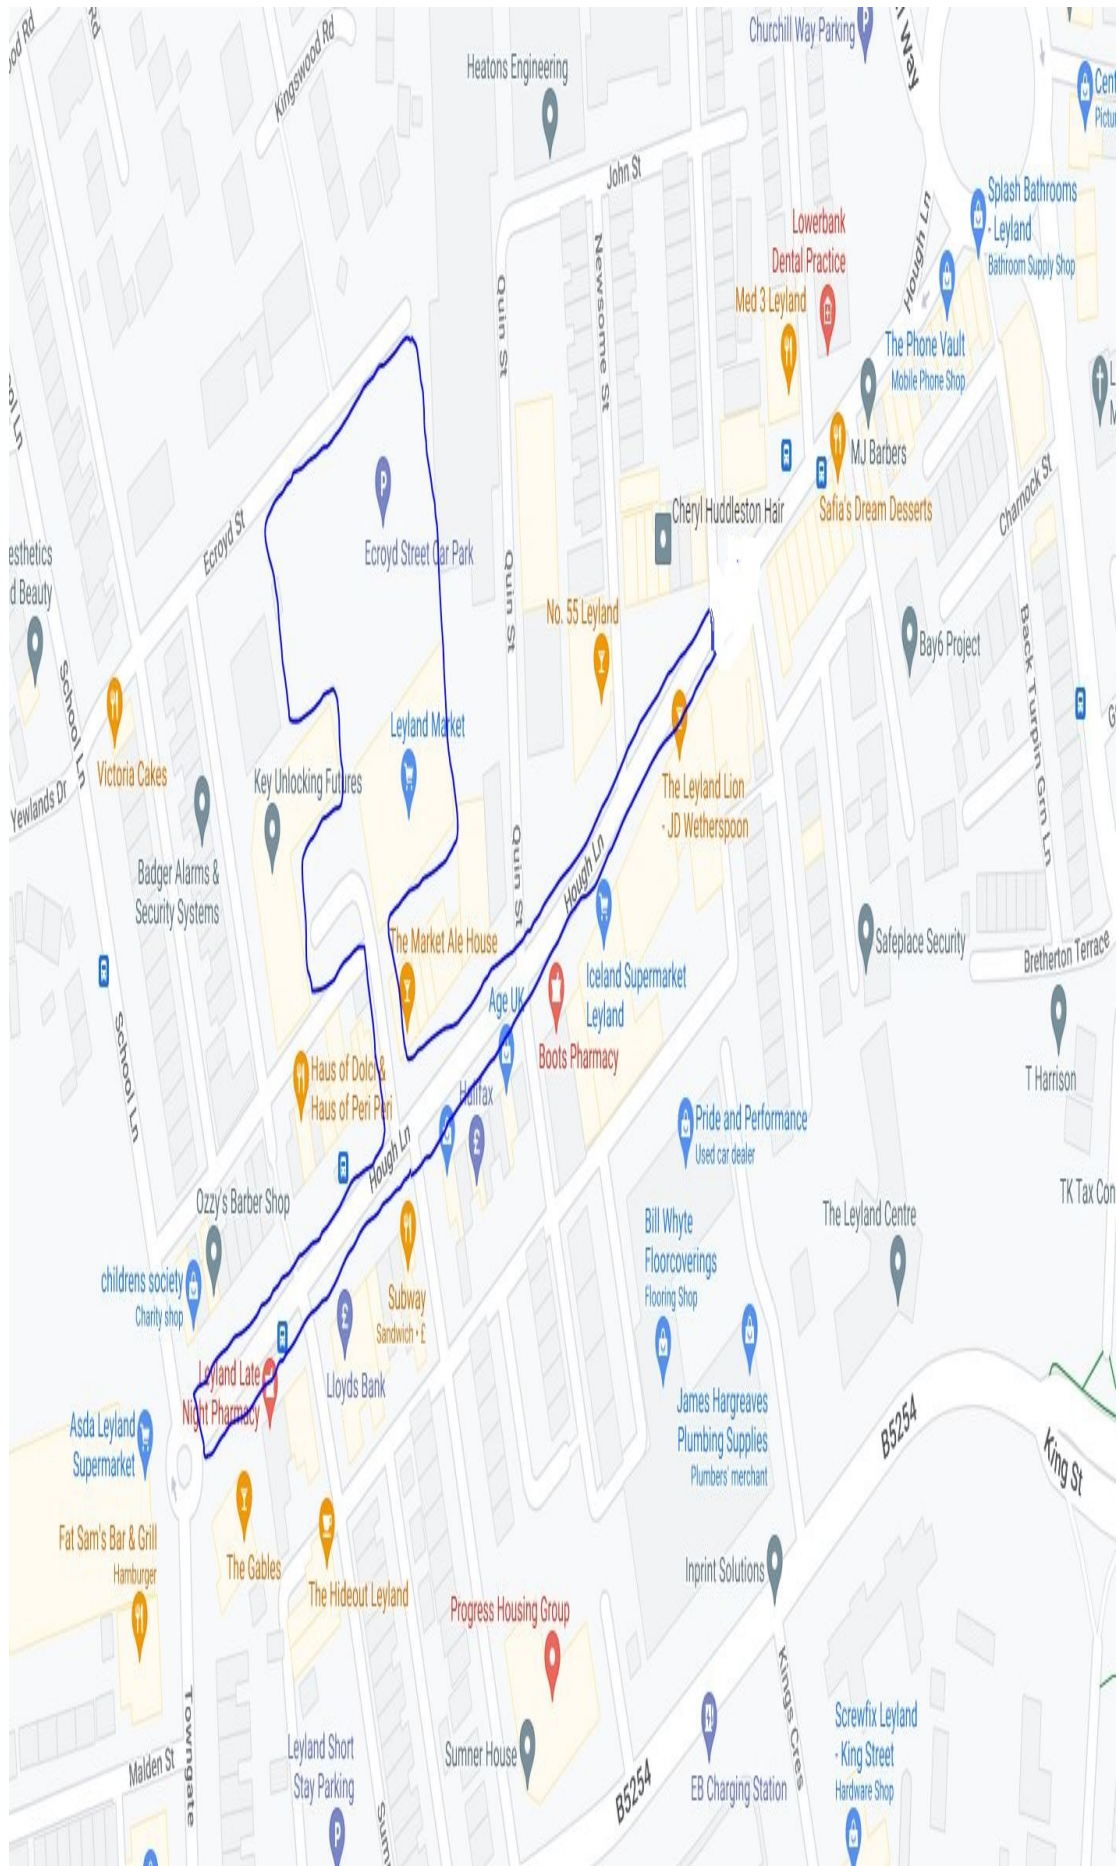 Kingswood Rd
Heatons Engineering
Churchill Way Parking
Way
John St
Splash Bathrooms
- Leyland
Bathroom Supply Shop
Hough Ln
Lowerbank
Dental Practice
Med 3 Leyland
Newsome St
Quin St
The Phone Vault
Mobile Phone Shop
MJ Barbers
Safia's Dream Desserts
Cheryl Huddleston Hair
Charnock St
Ecroyd St
P
Ecroyd Street Car Park
Quin St
No. 55 Leyland
Bay6 Project
Back Turpin Grn Ln
School Ln
Victoria Cakes
Yewlands Dr
Leyland Market
Key Unlocking Futures
The Leyland Lion
- JD Wetherspoon
Badger Alarms &
Security Systems
Quin St
Hough Ln
The Market Ale House
Safeplace Security
Bretherton Terrace
Iceland Supermarket
Leyland
Age UK
Boots Pharmacy
School Ln
Haus of Dolci &
Haus of Peri Peri
Halifax
T Harrison
Pride and Performance
Used car dealer
Hough Ln
Ozzy's Barber Shop
TK Tax Con
The Leyland Centre
Bill Whyte
Floorcoverings
Flooring Shop
childrens society
Charity shop
Subway
Sandwich • £
Lloyds Bank
Leyland Late
Night Pharmacy
James Hargreaves
Plumbing Supplies
Plumbers' merchant
Asda Leyland
Supermarket
B5254
King St
Fat Sam's Bar & Grill
Hamburger
The Gables
The Hideout Leyland
Inprint Solutions
Progress Housing Group
Kings Cres
Towngate
Screwfix Leyland
- King Street
Hardware Shop
Leyland Short
Stay Parking
Sumner House
Malden St
EB Charging Station
B5254